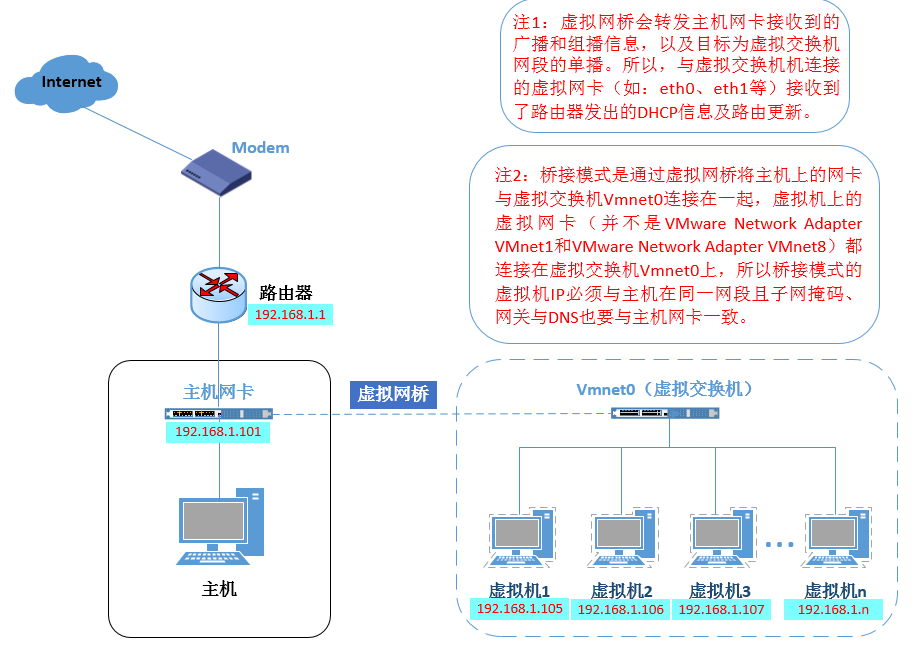 注1：虚拟网桥会转发主机网卡接收到的
广播和组播信息，以及目标为虚拟交换机
网段的单播。所以，与虚拟交换机机连接
的虚拟网卡（如：eth0、eth1等）接收到
了路由器发出的DHCP信息及路由更新。
Internet
Modem
注2：桥接模式是通过虚拟网桥将主机上的网卡
与虚拟交换机Vmnet0连接在一起，虚拟机上的
虚拟网卡（并不是VMware Network Adapter
VMnet1和VMware Network Adapter VMnet8）都
连接在虚拟交换机Vmnet0上，所以桥接模式的
虚拟机IP必须与主机在同一网段且子网掩码、
网关与DNS也要与主机网卡一致。
路由器
192.168.1.1
主机网卡
192.168.1.101
主机
虚拟网桥
Vmnet0（虚拟交换机）
...
虚拟机1
192.168.1.105
虚拟机2
192.168.1.106
虚拟机3
192.168.1.107
虚拟机n
192.168.1.n